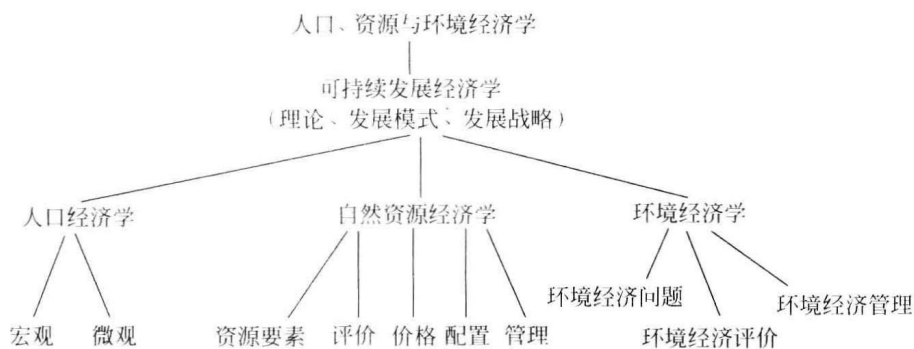 人口、资源与环境经济学
可持续发展经济学
(理论、发展模式、发展战略)
人口经济学 自然资源经济学 环境经济学
环境经济问题 环境经济管理
宏观 微观 资源要素 评价 价格 配置 管理 环境经济评价